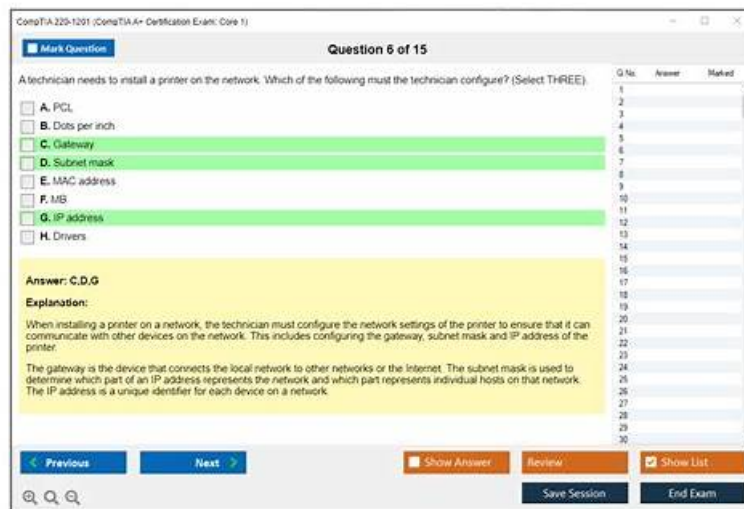 CompTIA 220-1201 (CompTIA A+ Certification Exam: Core 1)
Mark Question
Question 6 of 15
A technician needs to install a printer on the network. Which of the following must the technician configure? (Select THREE).
A. PCL
B. Dots per inch
C. Gateway
D. Subnet mask
E. MAC address
F. MB
G. IP address
H. Drivers
Answer: C,D,G
Explanation:
When installing a printer on a network, the technician must configure the network settings of the printer to ensure that it can
communicate with other devices on the network. This includes configuring the gateway, subnet mask and IP address of the
printer.
The gateway is the device that connects the local network to other networks or the Internet. The subnet mask is used to
determine which part of an IP address represents the network and which part represents individual hosts on that network.
The IP address is a unique identifier for each device on a network.
Q.No. Answer Marked
1
2
3
4
5
6
7
8
9
10
11
12
13
14
15
16
17
18
19
20
21
22
23
24
25
26
27
28
29
30
Previous
Next
Show Answer
Review
Show List
Save Session
End Exam